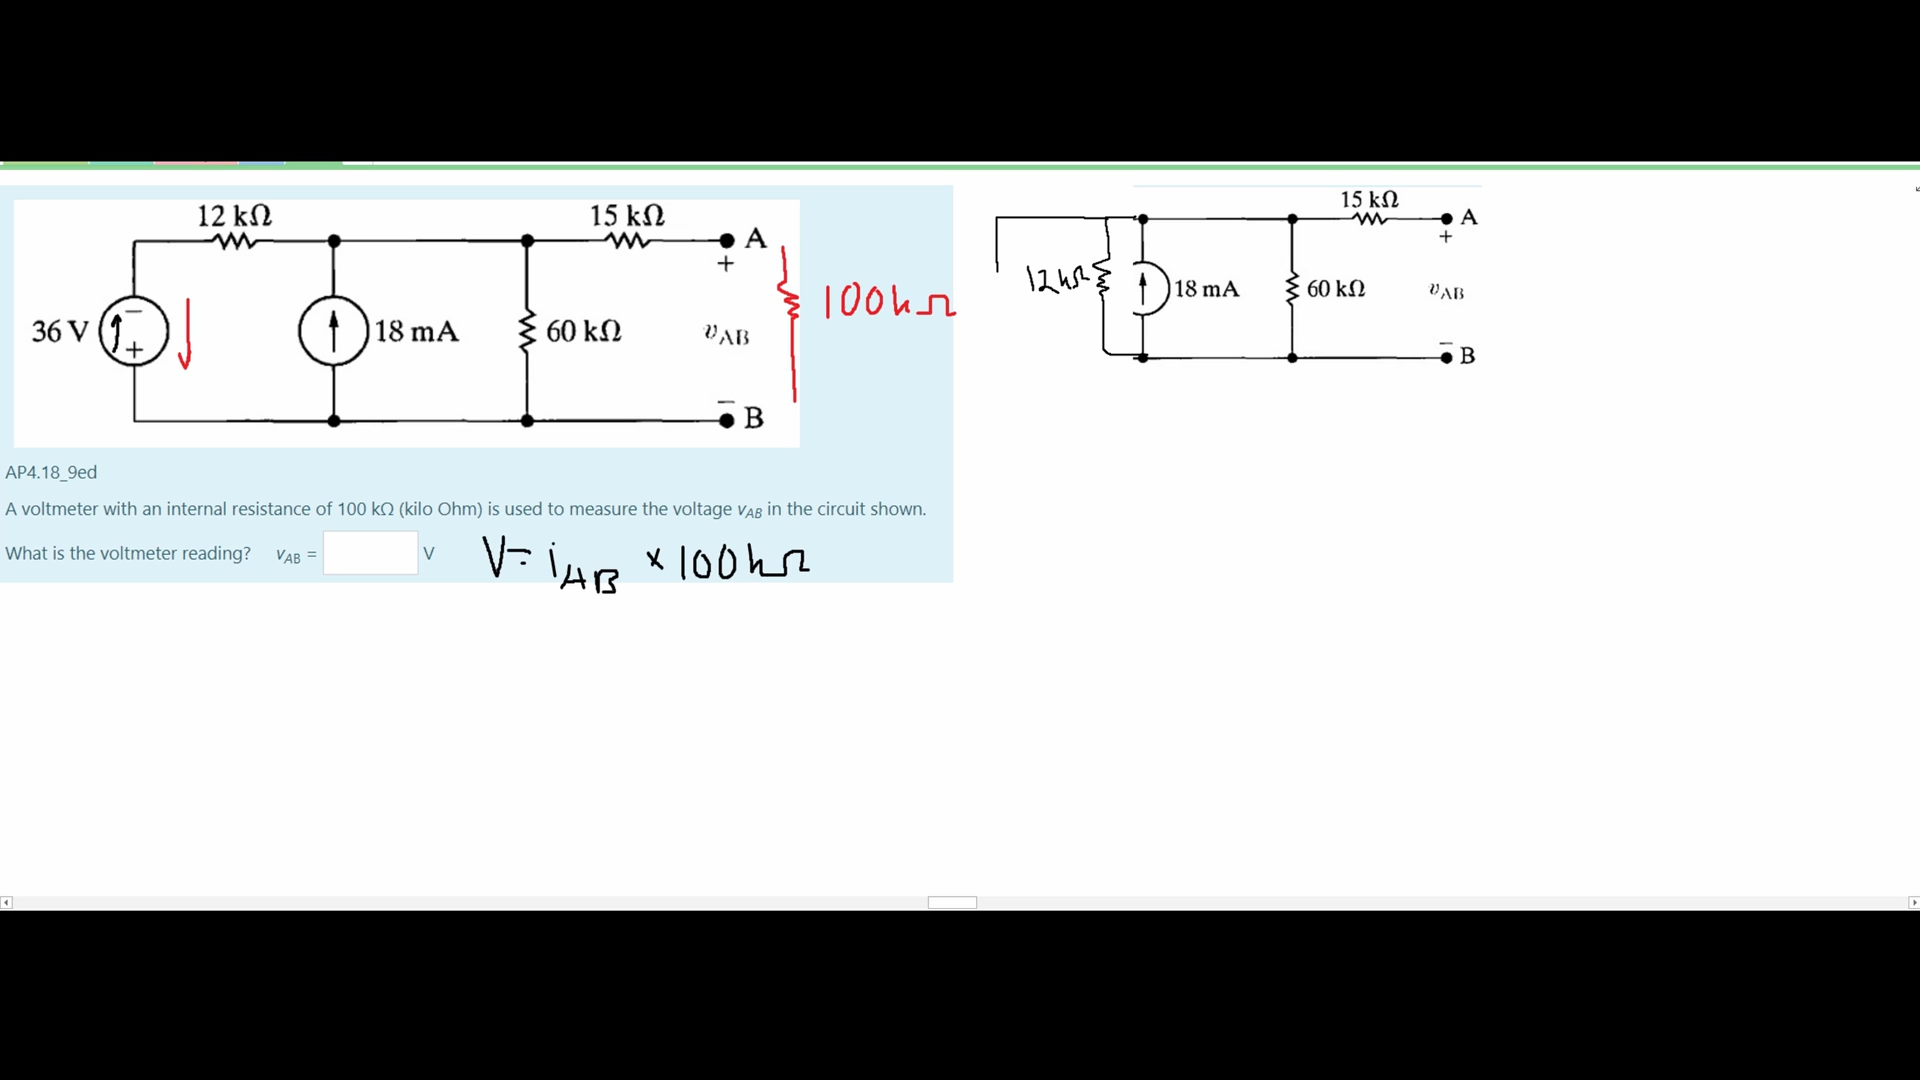 12 kΩ
15 kΩ
A
+
36 V
−
+
18 mA
60 kΩ
vAB
−
B
100kΩ
AP4.18_9ed
A voltmeter with an internal resistance of 100 kΩ (kilo Ohm) is used to measure the voltage vAB in the circuit shown.
What is the voltmeter reading? vAB = V
V= iAB × 100kΩ
15 kΩ
A
+
12kΩ
18 mA
60 kΩ
vAB
−
B